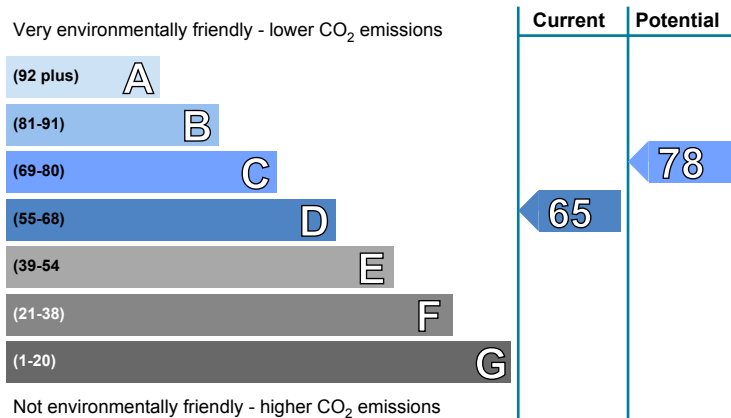 Very environmentally friendly - lower CO₂ emissions
Current
Potential
(92 plus) A
(81-91) B
(69-80) C
(55-68) D
(39-54 E
(21-38) F
(1-20) G
65
78
Not environmentally friendly - higher CO₂ emissions